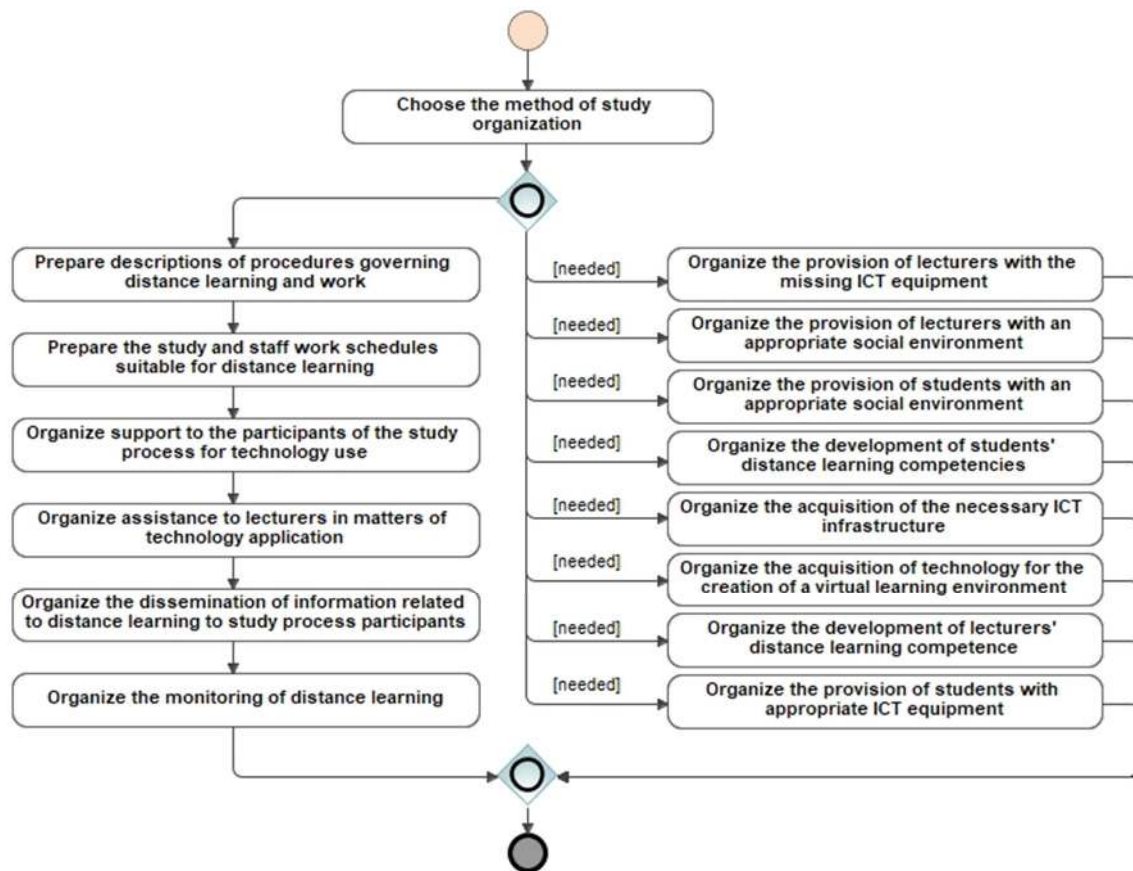 Choose the method of study
organization
Prepare descriptions of procedures governing
distance learning and work
Prepare the study and staff work schedules
suitable for distance learning
Organize support to the participants of the study
process for technology use
Organize assistance to lecturers in matters of
technology application
Organize the dissemination of information related
to distance learning to study process participants
Organize the monitoring of distance learning
[needed]
Organize the provision of lecturers with the
missing ICT equipment
[needed]
Organize the provision of lecturers with an
appropriate social environment
[needed]
Organize the provision of students with an
appropriate social environment
[needed]
Organize the development of students'
distance learning competencies
[needed]
Organize the acquisition of the necessary ICT
infrastructure
[needed]
Organize the acquisition of technology for the
creation of a virtual learning environment
[needed]
Organize the development of lecturers'
distance learning competence
[needed]
Organize the provision of students with
appropriate ICT equipment